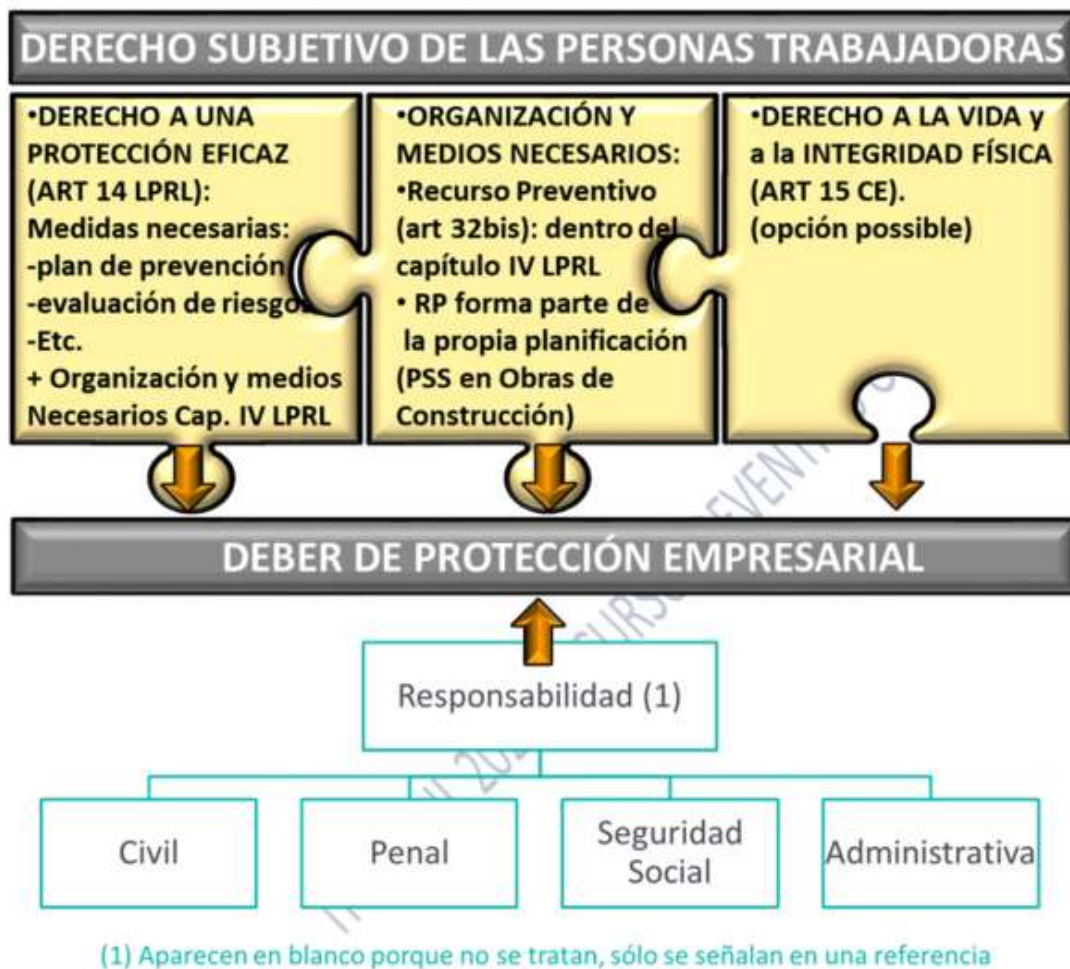 DERECHO SUBJETIVO DE LAS PERSONAS TRABAJADORAS
•DERECHO A UNA
PROTECCIÓN EFICAZ
(ART 14 LPRL):
Medidas necesarias:
-plan de prevención
-evaluación de riesgos
-Etc.
+ Organización y medios
Necesarios Cap. IV LPRL
•ORGANIZACIÓN Y
MEDIOS NECESARIOS:
•Recurso Preventivo
(art 32bis): dentro del
capítulo IV LPRL
• RP forma parte de
la propia planificación
(PSS en Obras de
Construcción)
•DERECHO A LA VIDA y
a la INTEGRIDAD FÍSICA
(ART 15 CE).
(opción possible)
DEBER DE PROTECCIÓN EMPRESARIAL
Responsabilidad (1)
Civil
Penal
Seguridad
Social
Administrativa
(1) Aparecen en blanco porque no se tratan, sólo se señalan en una referencia